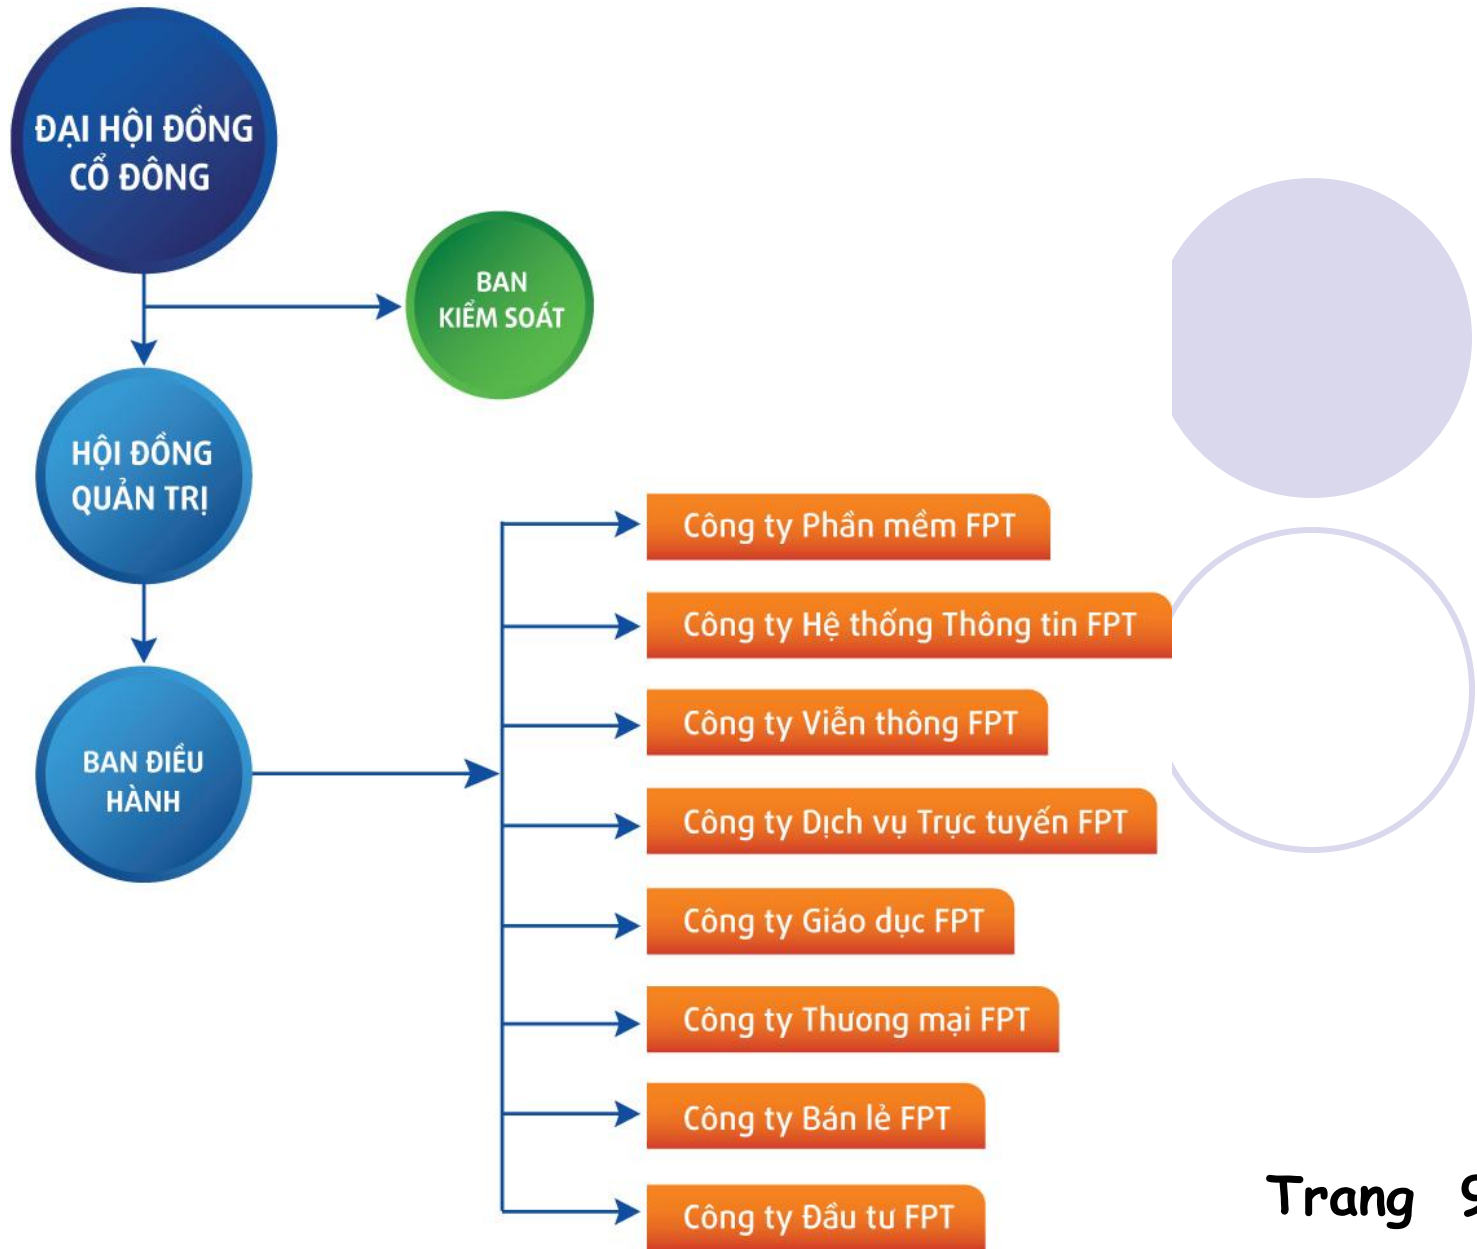 ĐẠI HỘI ĐỒNG
CỔ ĐÔNG
BAN
KIỂM SOÁT
HỘI ĐỒNG
QUẢN TRỊ
BAN ĐIỀU
HÀNH
Công ty Phần mềm FPT
Công ty Hệ thống Thông tin FPT
Công ty Viễn thông FPT
Công ty Dịch vụ Trực tuyến FPT
Công ty Giáo dục FPT
Công ty Thương mại FPT
Công ty Bán lẻ FPT
Công ty Đầu tư FPT
Trang 9